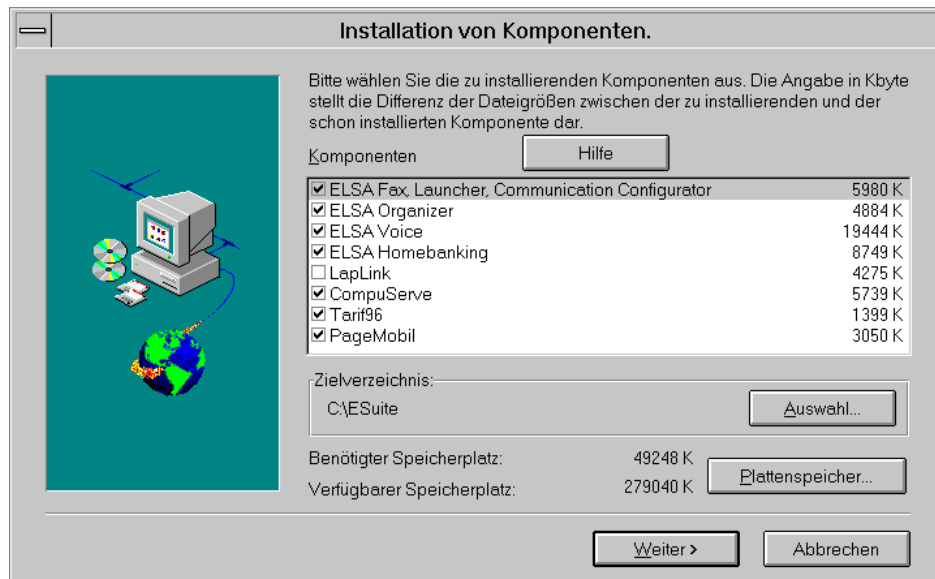 Installation von Komponenten.
Bitte wählen Sie die zu installierenden Komponenten aus. Die Angabe in Kbyte
stellt die Differenz der Dateigrößen zwischen der zu installierenden und der
schon installierten Komponente dar.
Komponenten Hilfe
ELSA Fax, Launcher, Communication Configurator 5980 K
ELSA Organizer 4884 K
ELSA Voice 19444 K
ELSA Homebanking 8749 K
LapLink 4275 K
CompuServe 5739 K
Tarif96 1399 K
PageMobil 3050 K
Zielverzeichnis:
C:\ESuite Auswahl...
Benötigter Speicherplatz: 49248 K
Plattenspeicher...
Verfügbarer Speicherplatz: 279040 K
Weiter > Abbrechen